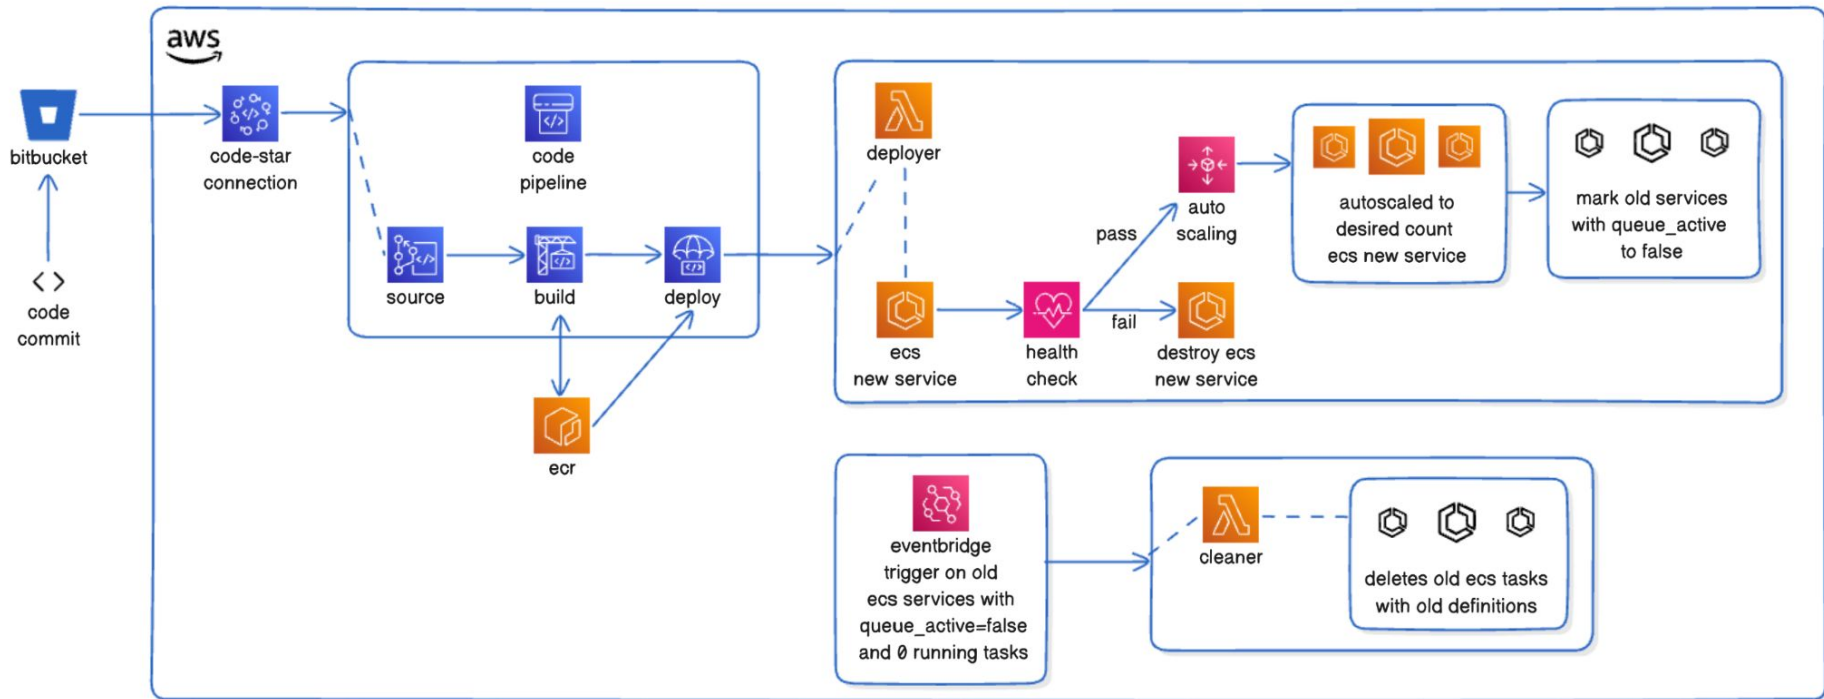 aws
bitbucket
code
commit
code-star
connection
code
pipeline
source
build
deploy
ecr
deployer
ecs
new service
health
check
pass
fail
auto
scaling
destroy ecs
new service
autoscaled to
desired count
ecs new service
mark old services
with queue_active
to false
eventbridge
trigger on old
ecs services with
queue_active=false
and 0 running tasks
cleaner
deletes old ecs tasks
with old definitions